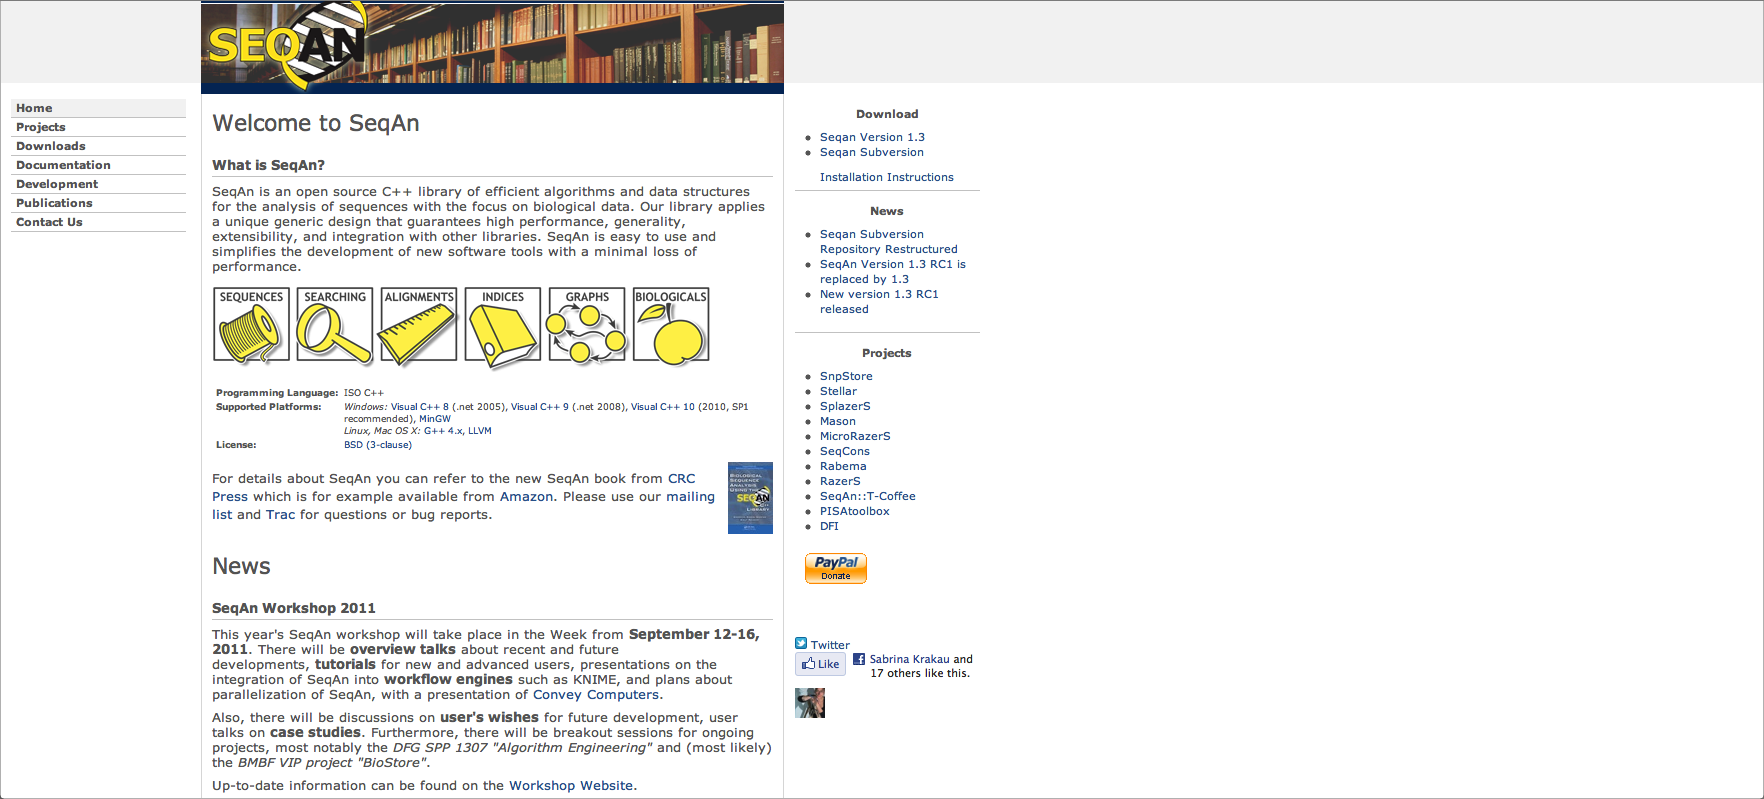 SEQAN
Home
Projects
Downloads
Documentation
Development
Publications
Contact Us
Welcome to SeqAn
What is SeqAn?
SeqAn is an open source C++ library of efficient algorithms and data structures
for the analysis of sequences with the focus on biological data. Our library applies
a unique generic design that guarantees high performance, generality,
extensibility, and integration with other libraries. SeqAn is easy to use and
simplifies the development of new software tools with a minimal loss of
performance.
SEQUENCES SEARCHING ALIGNMENTS INDICES GRAPHS BIOLOGICALS
Programming Language: ISO C++
Supported Platforms: Windows: Visual C++ 8 (.net 2005), Visual C++ 9 (.net 2008), Visual C++ 10 (2010, SP1
recommended), MinGW
Linux, Mac OS X: G++ 4.x, LLVM
License: BSD (3-clause)
For details about SeqAn you can refer to the new SeqAn book from CRC
Press which is for example available from Amazon. Please use our mailing
list and Trac for questions or bug reports.
BIOLOGICAL
SEQUENCE ANALYSIS
USING THE
SEQAN
C++
LIBRARY
News
SeqAn Workshop 2011
This year's SeqAn workshop will take place in the Week from September 12-16,
2011. There will be overview talks about recent and future
developments, tutorials for new and advanced users, presentations on the
integration of SeqAn into workflow engines such as KNIME, and plans about
parallelization of SeqAn, with a presentation of Convey Computers.
Also, there will be discussions on user's wishes for future development, user
talks on case studies. Furthermore, there will be breakout sessions for ongoing
projects, most notably the DFG SPP 1307 "Algorithm Engineering" and (most likely)
the BMBF VIP project "BioStore".
Up-to-date information can be found on the Workshop Website.
Download
Seqan Version 1.3
Seqan Subversion
Installation Instructions
News
Seqan Subversion
Repository Restructured
SeqAn Version 1.3 RC1 is
replaced by 1.3
New version 1.3 RC1
released
Projects
SnpStore
Stellar
SplazerS
Mason
MicroRazerS
SeqCons
Rabema
RazerS
SeqAn::T-Coffee
PISAtoolbox
DFI
PayPal
Donate
Twitter
Like
Sabrina Krakau and
17 others like this.